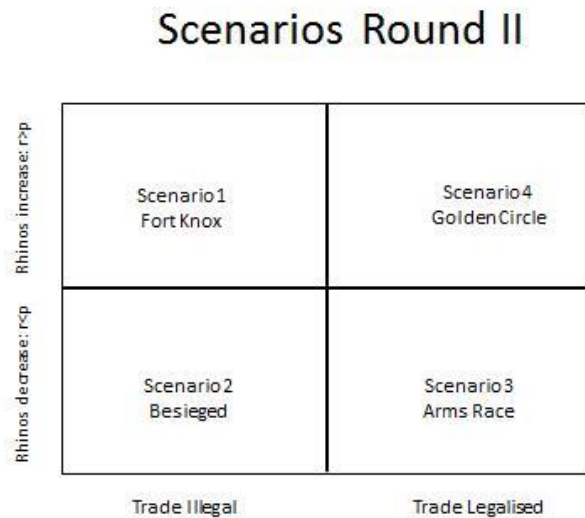 Scenarios Round II
Rhinos increase: r>p
Scenario 1
Fort Knox
Scenario 4
Golden Circle
Rhinos decrease: r<p
Scenario 2
Besieged
Scenario 3
Arms Race
Trade Illegal
Trade Legalised